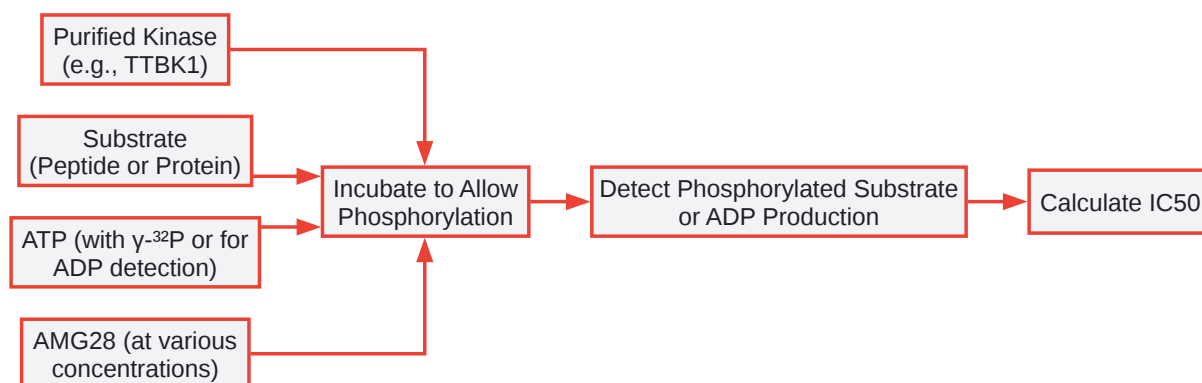 Purified Kinase
(e.g., TTBK1)
Substrate
(Peptide or Protein)
ATP (with γ-³²P or for
ADP detection)
AMG28 (at various
concentrations)
Incubate to Allow
Phosphorylation
Detect Phosphorylated Substrate
or ADP Production
Calculate IC50